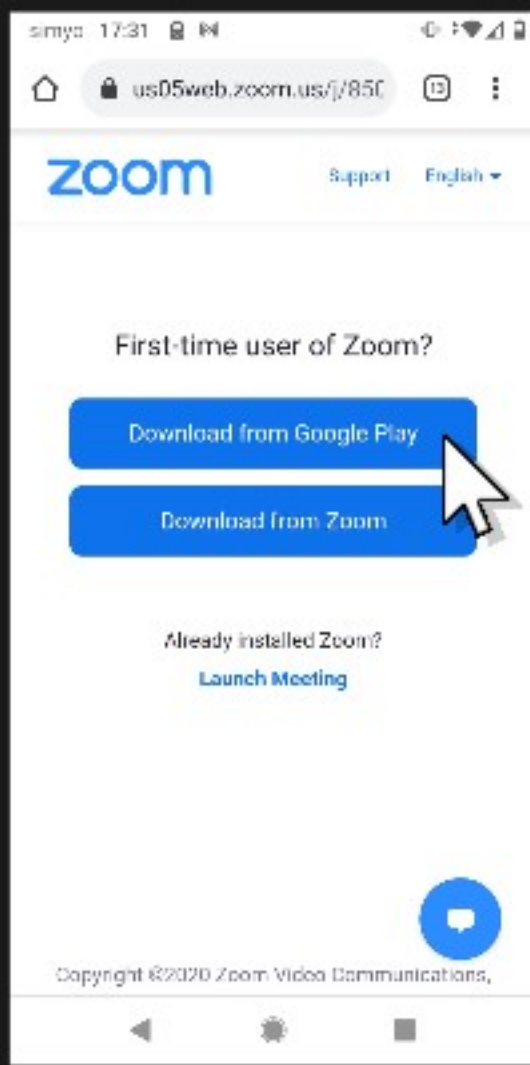 simyo 17:31
us05web.zoom.us/j/850
13
zoom
Support English
First-time user of Zoom?
Download from Google Play
Download from Zoom
Already installed Zoom?
Launch Meeting
Copyright ©2020 Zoom Video Communications,